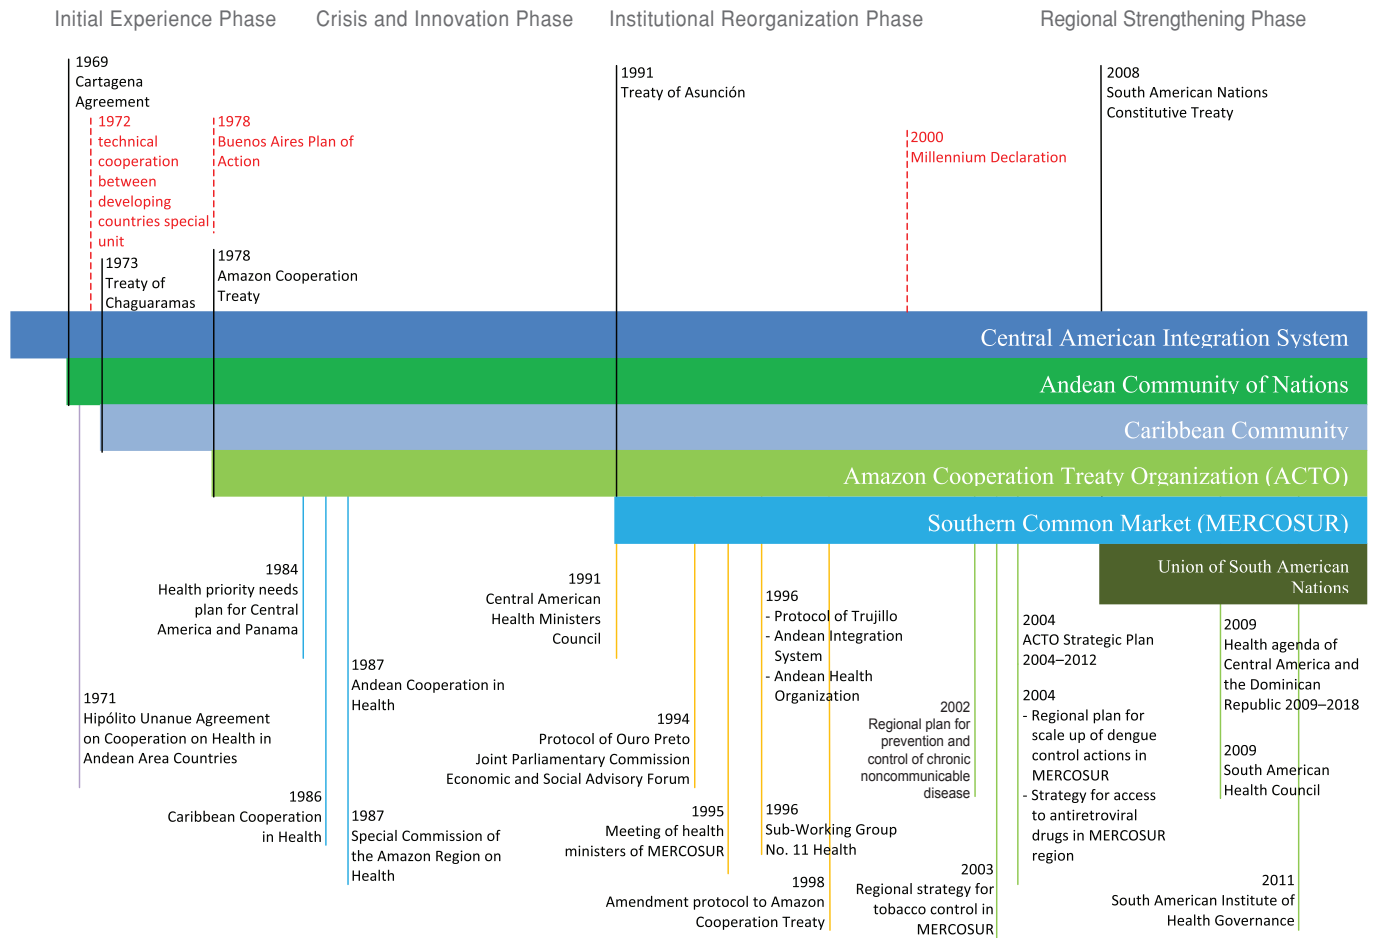 Initial Experience Phase
Crisis and Innovation Phase
Institutional Reorganization Phase
Regional Strengthening Phase
1969
Cartagena
Agreement
1972
technical
cooperation
between
developing
countries special
unit
1973
Treaty of
Chaguaramas
1978
Buenos Aires Plan of
Action
1978
Amazon Cooperation
Treaty
1991
Treaty of Asunción
2000
Millennium Declaration
2008
South American Nations
Constitutive Treaty
Central American Integration System
Andean Community of Nations
Caribbean Community
Amazon Cooperation Treaty Organization (ACTO)
Southern Common Market (MERCOSUR)
Union of South American
Nations
1971
Hipólito Unanue Agreement
on Cooperation on Health in
Andean Area Countries
1984
Health priority needs
plan for Central
America and Panama
1986
Caribbean Cooperation
in Health
1987
Andean Cooperation in
Health
1987
Special Commission of
the Amazon Region on
Health
1991
Central American
Health Ministers
Council
1994
Protocol of Ouro Preto
Joint Parliamentary Commission
Economic and Social Advisory Forum
1995
Meeting of health
ministers of MERCOSUR
1996
- Protocol of Trujillo
- Andean Integration
System
- Andean Health
Organization
1996
Sub-Working Group
No. 11 Health
1998
Amendment protocol to Amazon
Cooperation Treaty
2002
Regional plan for
prevention and
control of chronic
noncommunicable
disease
2003
Regional strategy for
tobacco control in
MERCOSUR
2004
ACTO Strategic Plan
2004–2012
2004
- Regional plan for
scale up of dengue
control actions in
MERCOSUR
- Strategy for access
to antiretroviral
drugs in MERCOSUR
region
2009
Health agenda of
Central America and
the Dominican
Republic 2009–2018
2009
South American
Health Council
2011
South American Institute of
Health Governance